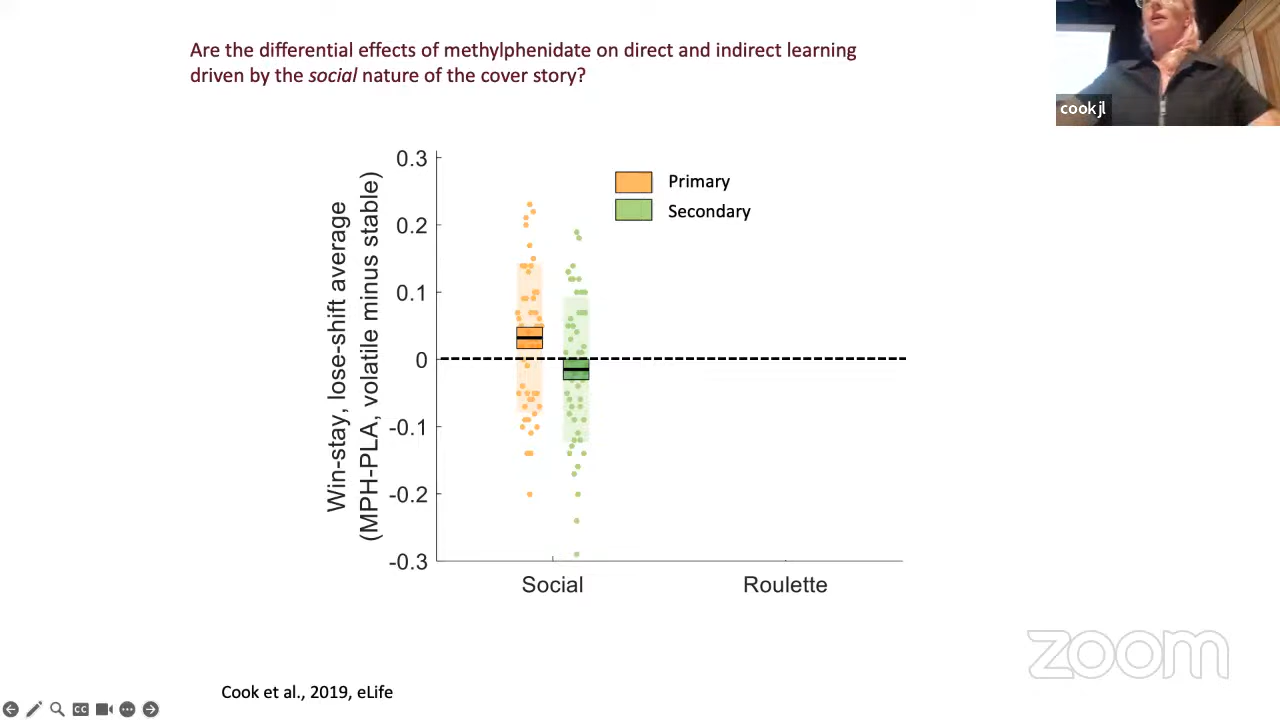 Are the differential effects of methylphenidate on direct and indirect learning
driven by the social nature of the cover story?
cookjl
Win-stay, lose-shift average
(MPH-PLA, volatile minus stable)
0.3
0.2
0.1
0
-0.1
-0.2
-0.3
Primary
Secondary
Social
Roulette
zoom
Cook et al., 2019, eLife
CC